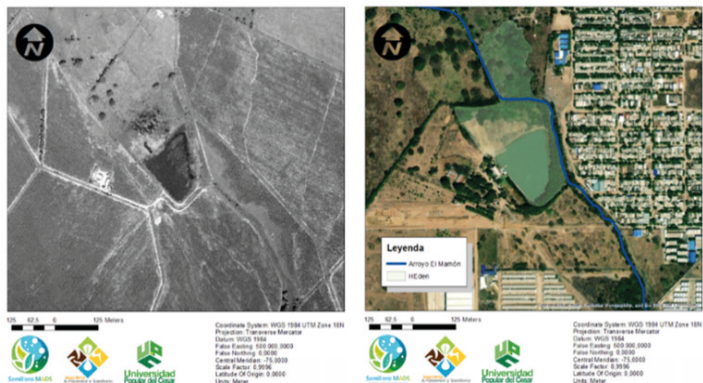 N
125 62.5 0 125 Meters
Coordinate System: WGS 1984 UTM Zone 18N
Projection: Transverse Mercator
Datum: WGS 1984
False Easting: 500.000,0000
False Northing: 0,0000
Central Meridian: -75,0000
Scale Factor: 0,9996
Latitude Of Origin: 0,0000
Units: Meter
Semilleros MADS
Universidad
Popular del Cesar
N
Leyenda
Arroyo El Mamón
HEden
125 62.5 0 125 Meters
Coordinate System: WGS 1984 UTM Zone 18N
Projection: Transverse Mercator
Datum: WGS 1984
False Easting: 500.000,0000
False Northing: 0,0000
Central Meridian: -75,0000
Scale Factor: 0,9996
Latitude Of Origin: 0,0000
Units: Meter
Semilleros MADS
Universidad
Popular del Cesar